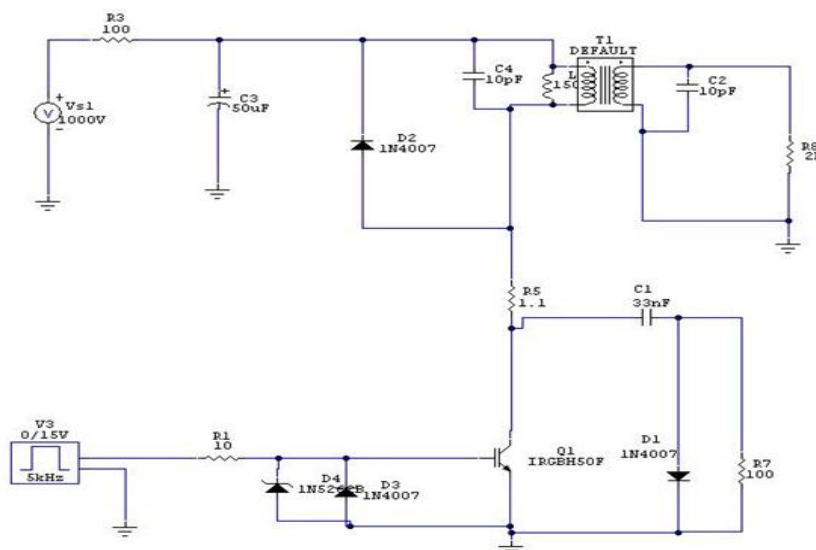 R3
100
T1
DEFAULT
C4
10pF
L
150
C2
10pF
Vs1
1000V
+
V
-
C3
50uF
D2
1N4007
R8
R5
1.1
C1
33nF
V3
0/15V
5kHz
R1
10
D4
D3
1N4007
Q1
IRGBH50F
D1
1N4007
R7
100